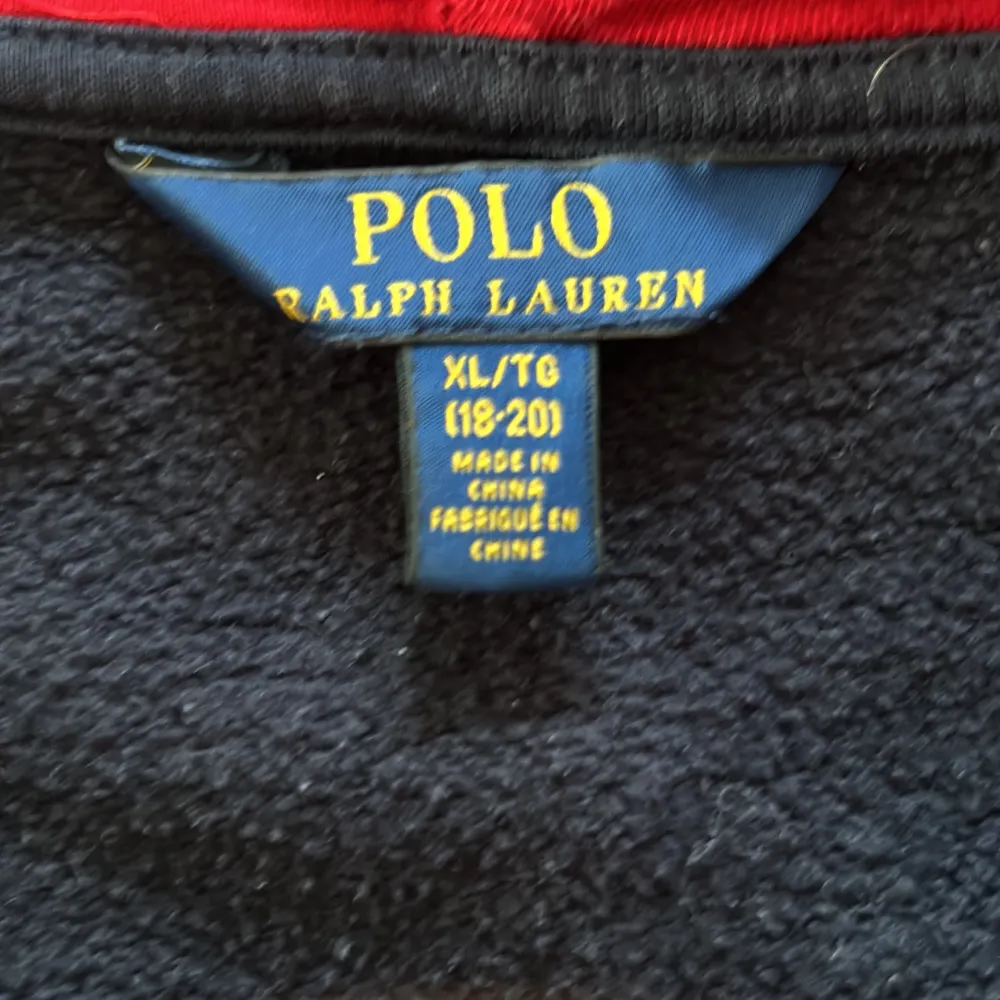 POLO
RALPH LAUREN
XL/TG
(18-20)
MADE IN
CHINA
FABRIQUÉ EN
CHINE